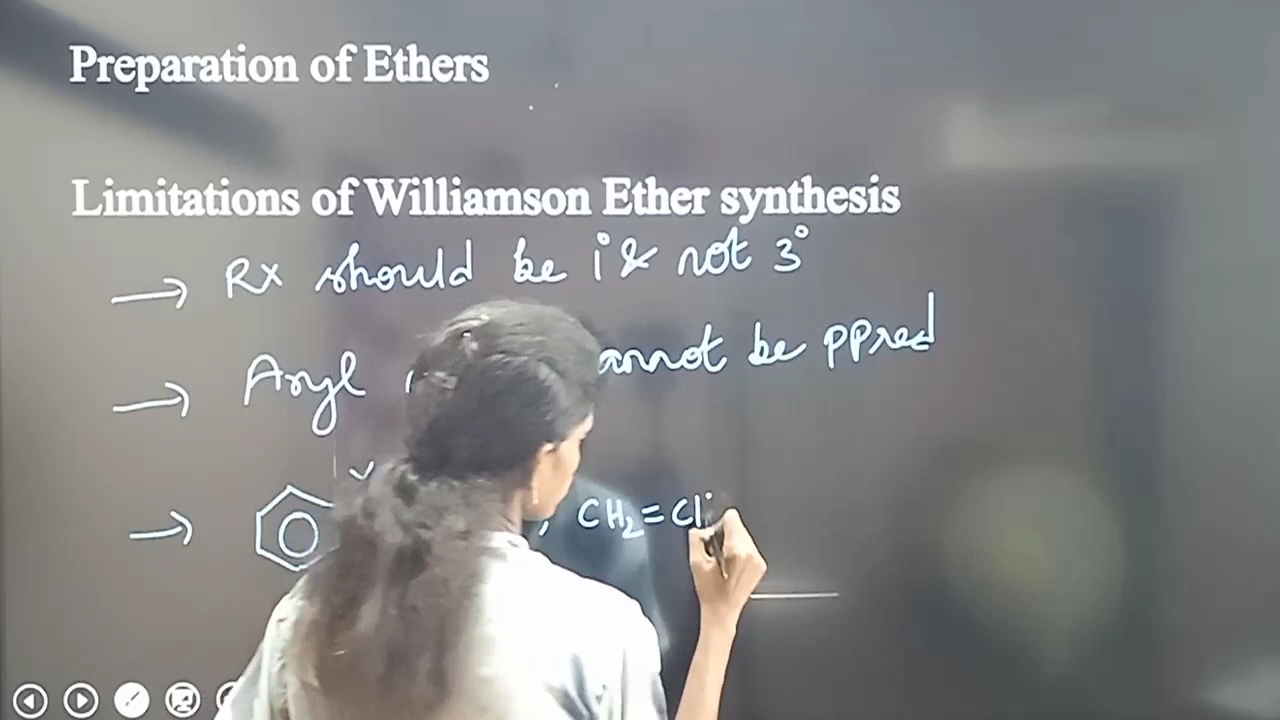 Preparation of Ethers
Limitations of Williamson Ether synthesis
→ RX should be 1° & not 3°
→ Aryl cannot be ppred
→ , CH₂=Cl